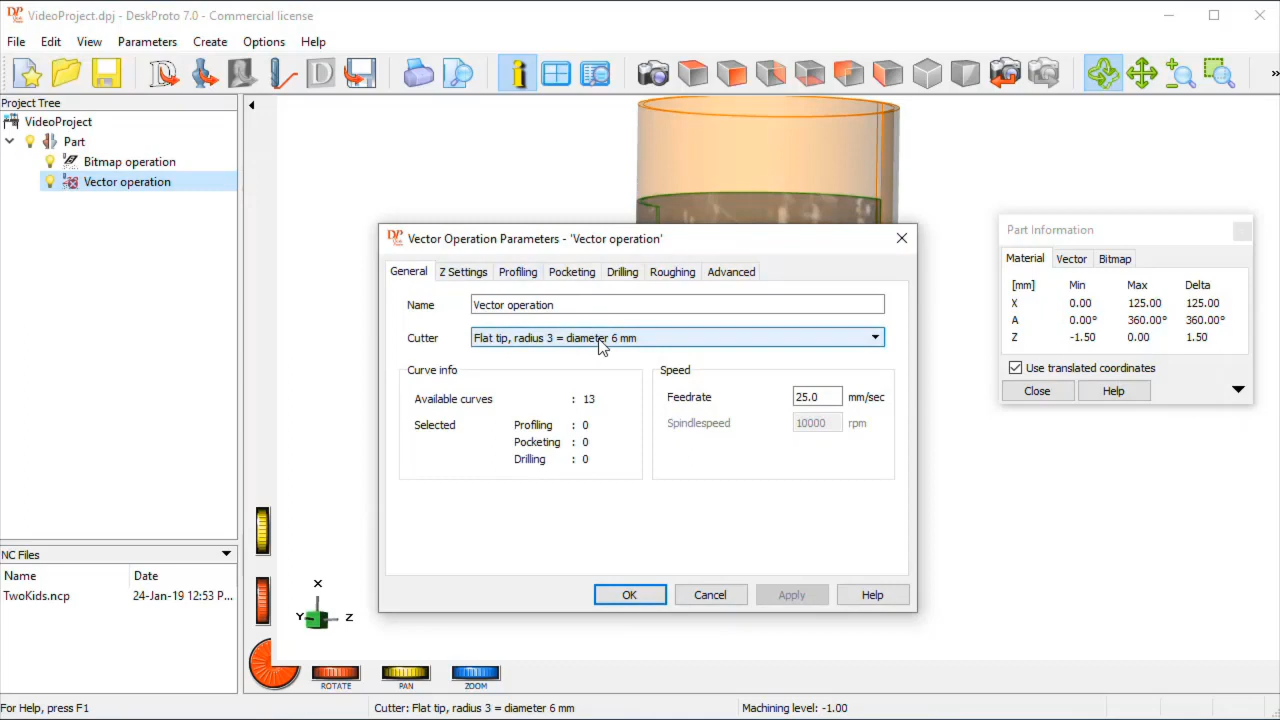 VideoProject.dpj - DeskProto 7.0 - Commercial license
File Edit View Parameters Create Options Help
Project Tree
VideoProject
Part
Bitmap operation
Vector operation
NC Files
Name Date
TwoKids.ncp 24-Jan-19 12:53 P...
X
Y Z
ROTATE PAN ZOOM
Vector Operation Parameters - 'Vector operation'
General Z Settings Profiling Pocketing Drilling Roughing Advanced
Name Vector operation
Cutter Flat tip, radius 3 = diameter 6 mm
Curve info
Available curves : 13
Selected Profiling : 0
Pocketing : 0
Drilling : 0
Speed
Feedrate 25.0 mm/sec
Spindlespeed 10000 rpm
OK Cancel Apply Help
Part Information
Material Vector Bitmap
[mm] Min Max Delta
X 0.00 125.00 125.00
A 0.00° 360.00° 360.00°
Z -1.50 0.00 1.50
Use translated coordinates
Close Help
For Help, press F1 Cutter: Flat tip, radius 3 = diameter 6 mm Machining level: -1.00